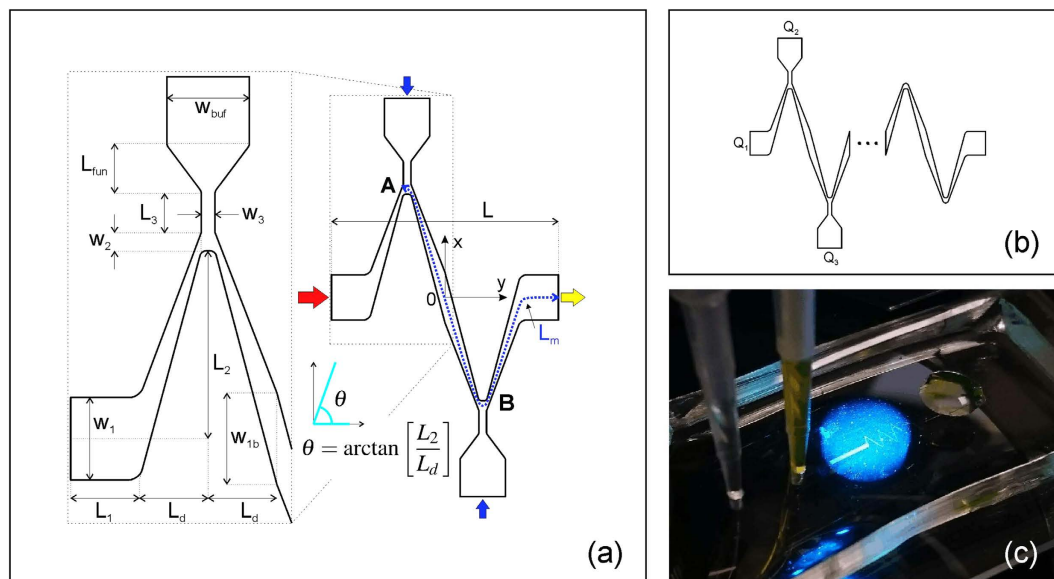 w_buf
L_fun
L_3
w_3
w_2
L_2
w_1
w_1b
L_1
L_d
L_d
A
L
x
0
y
L_m
B
θ
θ = arctan [L_2/L_d]
(a)
Q_2
Q_1
Q_3
(b)
(c)